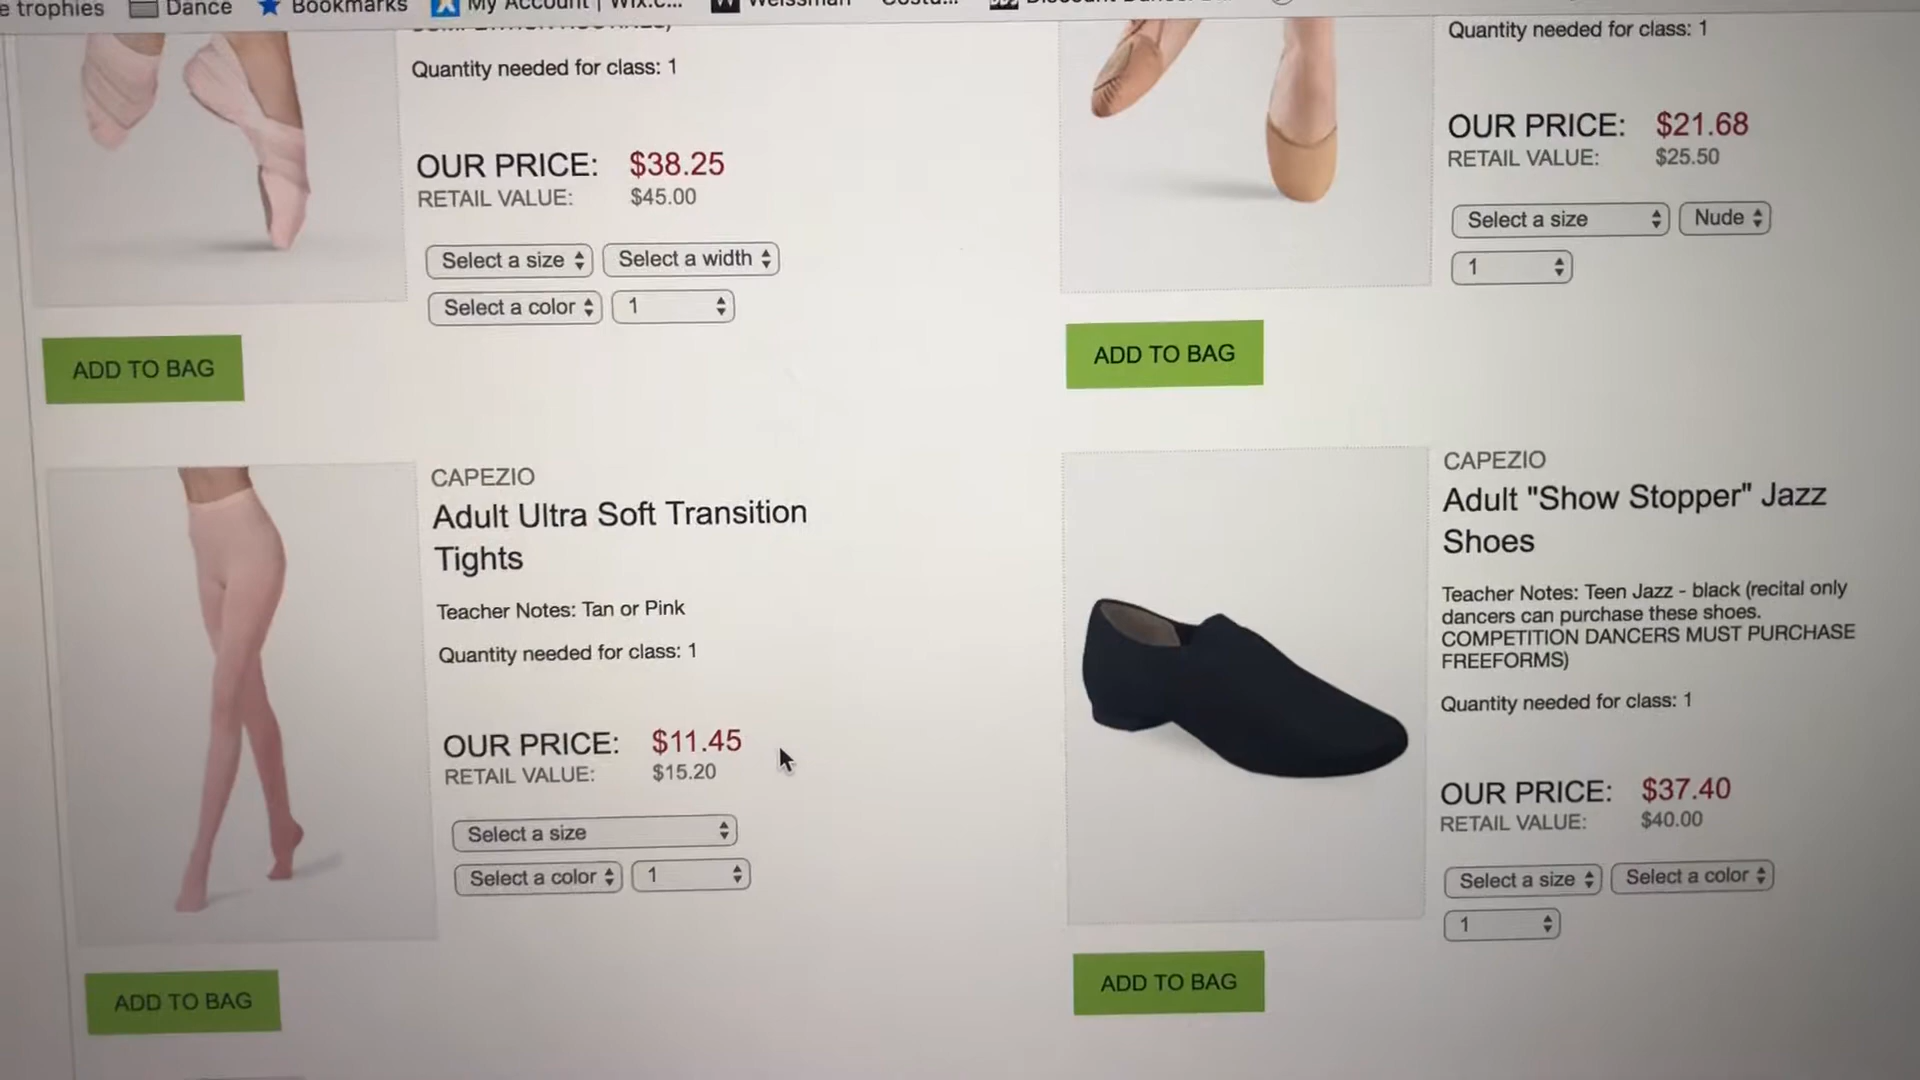 e trophies
Dance
Bookmarks
My Account | Wix.c...
Weissman
Quantity needed for class: 1
OUR PRICE: $38.25
RETAIL VALUE: $45.00
Select a size
Select a width
Select a color
1
ADD TO BAG
Quantity needed for class: 1
OUR PRICE: $21.68
RETAIL VALUE: $25.50
Select a size
Nude
1
ADD TO BAG
CAPEZIO
Adult Ultra Soft Transition
Tights
Teacher Notes: Tan or Pink
Quantity needed for class: 1
OUR PRICE: $11.45
RETAIL VALUE: $15.20
Select a size
Select a color
1
ADD TO BAG
CAPEZIO
Adult "Show Stopper" Jazz
Shoes
Teacher Notes: Teen Jazz - black (recital only
dancers can purchase these shoes.
COMPETITION DANCERS MUST PURCHASE
FREEFORMS)
Quantity needed for class: 1
OUR PRICE: $37.40
RETAIL VALUE: $40.00
Select a size
Select a color
1
ADD TO BAG